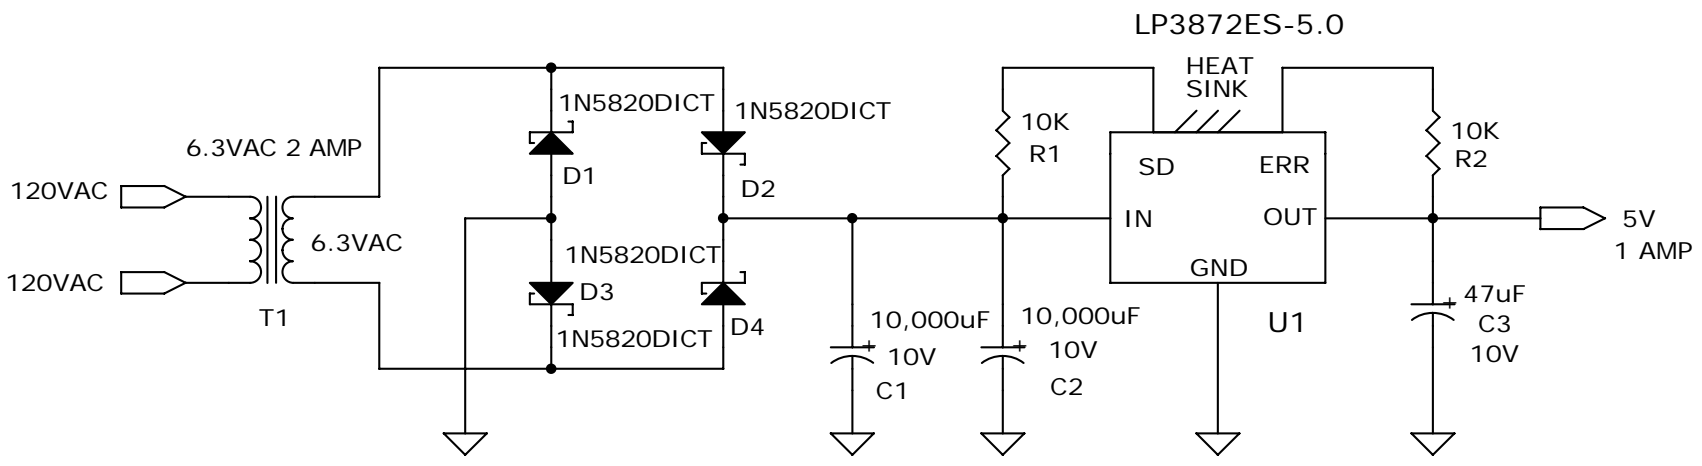 LP3872ES-5.0
HEAT
SINK
1N5820DICT
1N5820DICT
10K
R1
10K
R2
6.3VAC 2 AMP
D1
D2
SD
ERR
120VAC
IN
OUT
5V
1 AMP
6.3VAC
1N5820DICT
GND
120VAC
D3
T1
1N5820DICT
D4
10,000uF
10V
C1
10,000uF
10V
C2
U1
47uF
C3
10V